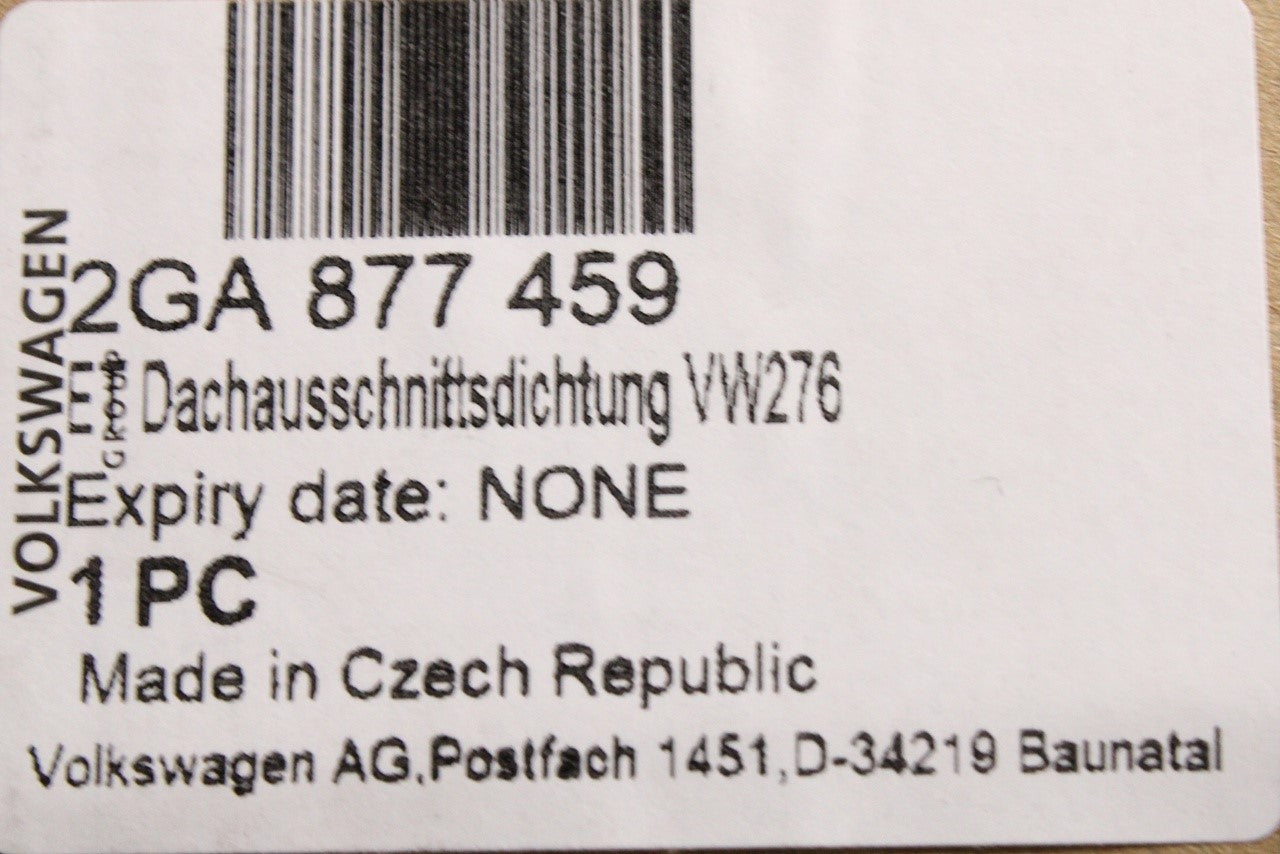 VOLKSWAGEN
GROUP
2GA 877 459
Dachausschnittsdichtung VW276
Expiry date: NONE
1 PC
Made in Czech Republic
Volkswagen AG,Postfach 1451,D-34219 Baunatal